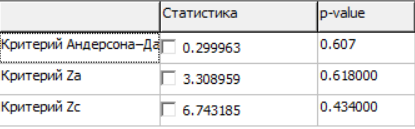 Статистика p-value
Критерий Андерсона–Да 0.299963 0.607
Критерий Za 3.308959 0.618000
Критерий Zc 6.743185 0.434000